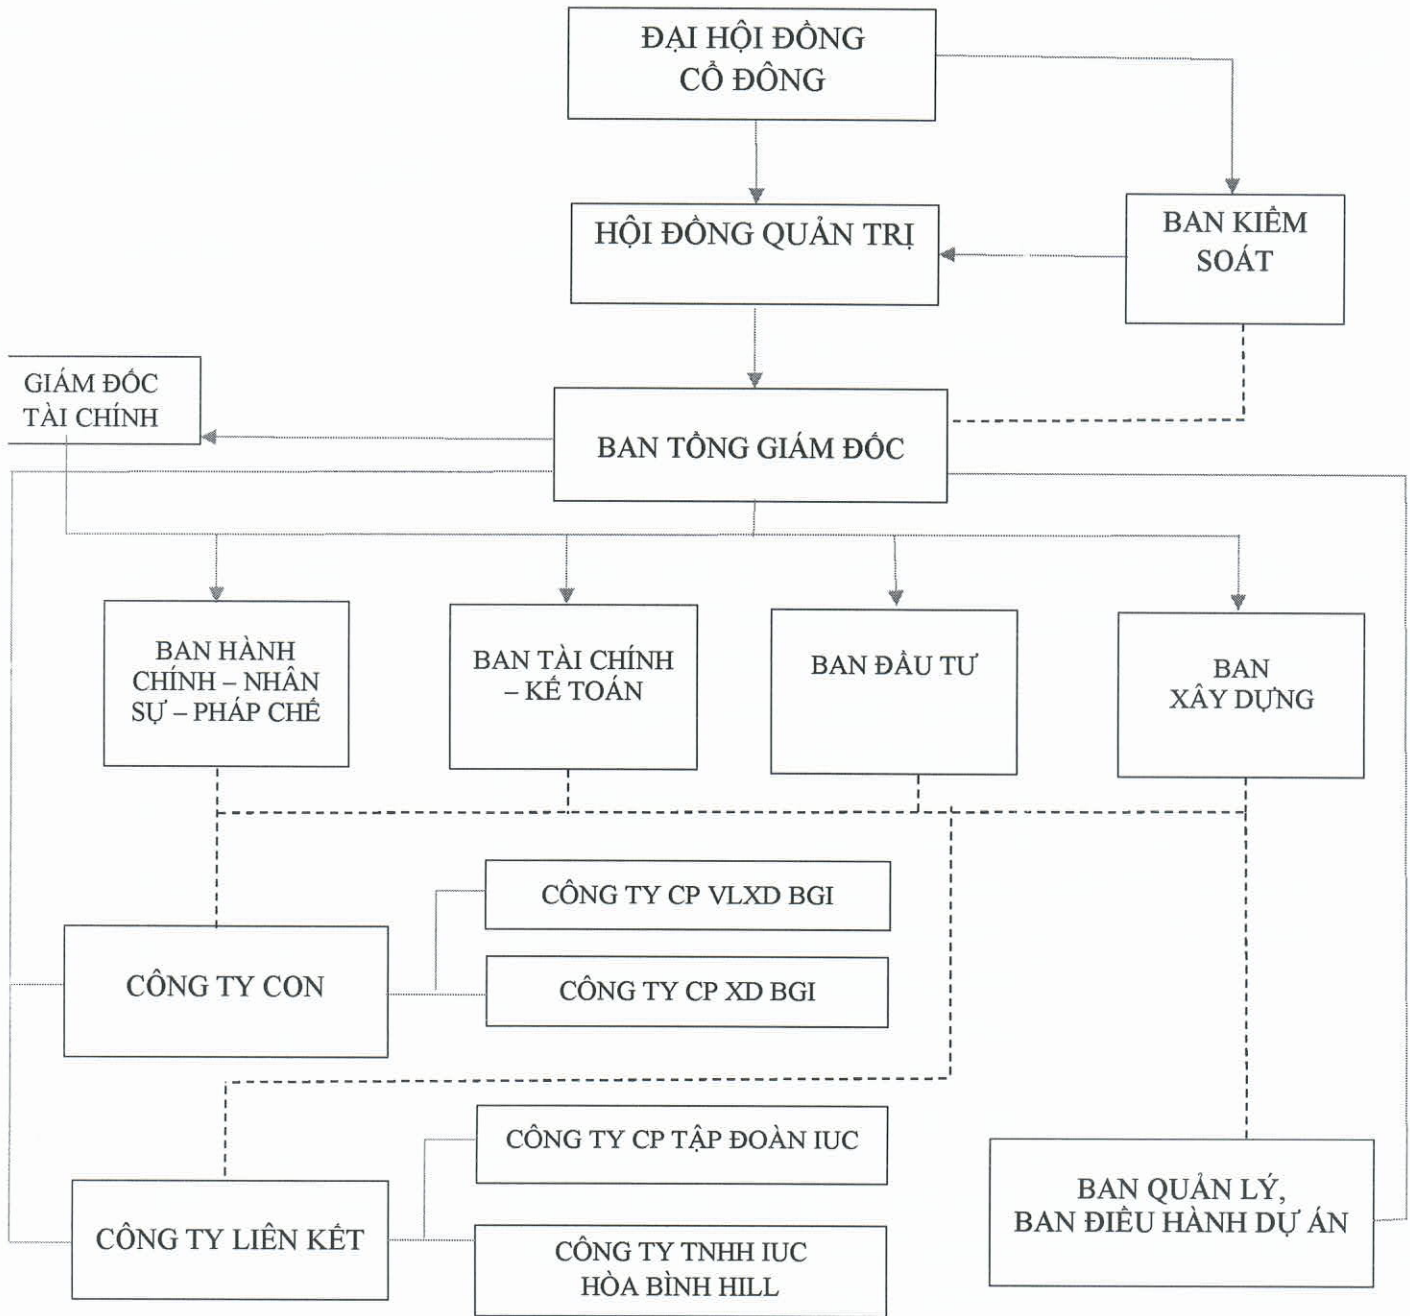 ĐẠI HỘI ĐỒNG
CỔ ĐÔNG
HỘI ĐỒNG QUẢN TRỊ
BAN KIỂM
SOÁT
GIÁM ĐỐC
TÀI CHÍNH
BAN TỔNG GIÁM ĐỐC
BAN HÀNH
CHÍNH – NHÂN
SỰ – PHÁP CHẾ
BAN TÀI CHÍNH
– KẾ TOÁN
BAN ĐẦU TƯ
BAN
XÂY DỰNG
CÔNG TY CP VLXD BGI
CÔNG TY CON
CÔNG TY CP XD BGI
CÔNG TY CP TẬP ĐOÀN IUC
CÔNG TY LIÊN KẾT
CÔNG TY TNHH IUC
HÒA BÌNH HILL
BAN QUẢN LÝ,
BAN ĐIỀU HÀNH DỰ ÁN